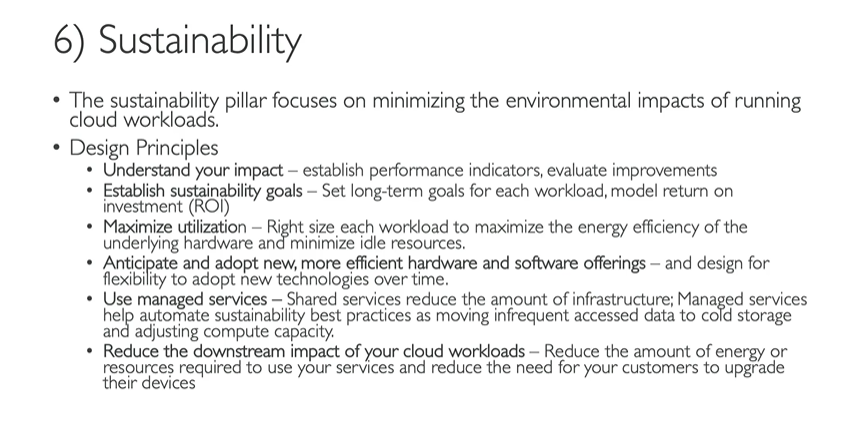 6) Sustainability
• The sustainability pillar focuses on minimizing the environmental impacts of running
cloud workloads.
• Design Principles
• Understand your impact – establish performance indicators, evaluate improvements
• Establish sustainability goals – Set long-term goals for each workload, model return on
investment (ROI)
• Maximize utilization – Right size each workload to maximize the energy efficiency of the
underlying hardware and minimize idle resources.
• Anticipate and adopt new, more efficient hardware and software offerings – and design for
flexibility to adopt new technologies over time.
• Use managed services – Shared services reduce the amount of infrastructure; Managed services
help automate sustainability best practices as moving infrequent accessed data to cold storage
and adjusting compute capacity.
• Reduce the downstream impact of your cloud workloads – Reduce the amount of energy or
resources required to use your services and reduce the need for your customers to upgrade
their devices